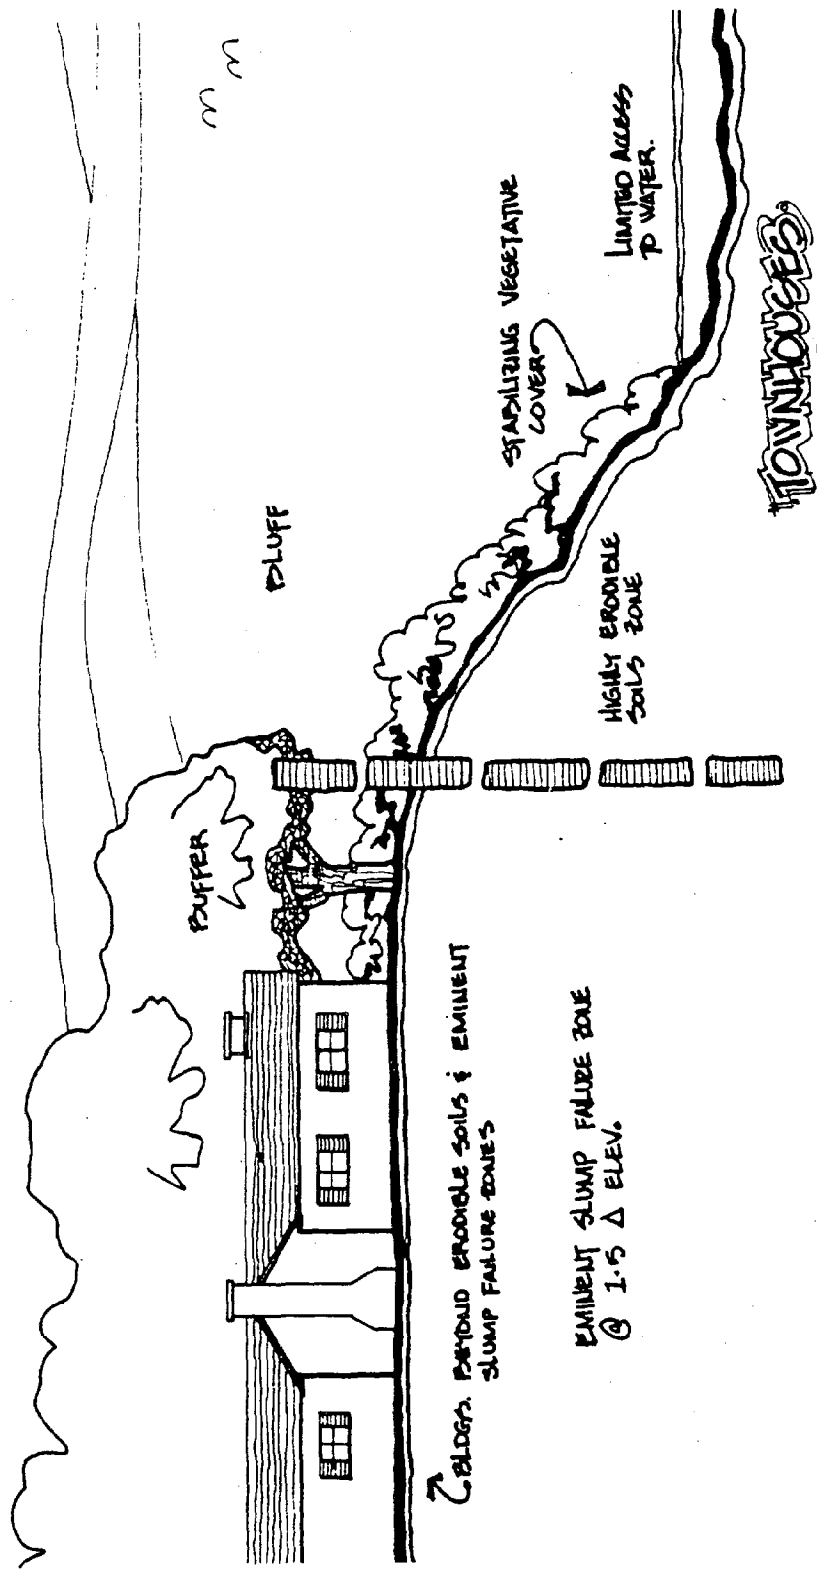 BUFFER
BLUFF
STABILIZING VEGETATIVE
COVER
LIMITED ACCESS
TO WATER.
BLDGS. BEYOND ERODIBLE SOILS & EMINENT
SLUMP FAILURE ZONES
HIGHLY ERODIBLE
SOILS ZONE
EMINENT SLUMP FAILURE ZONE
@ 1.5 Δ ELEV.
"TOWNHOUSES"